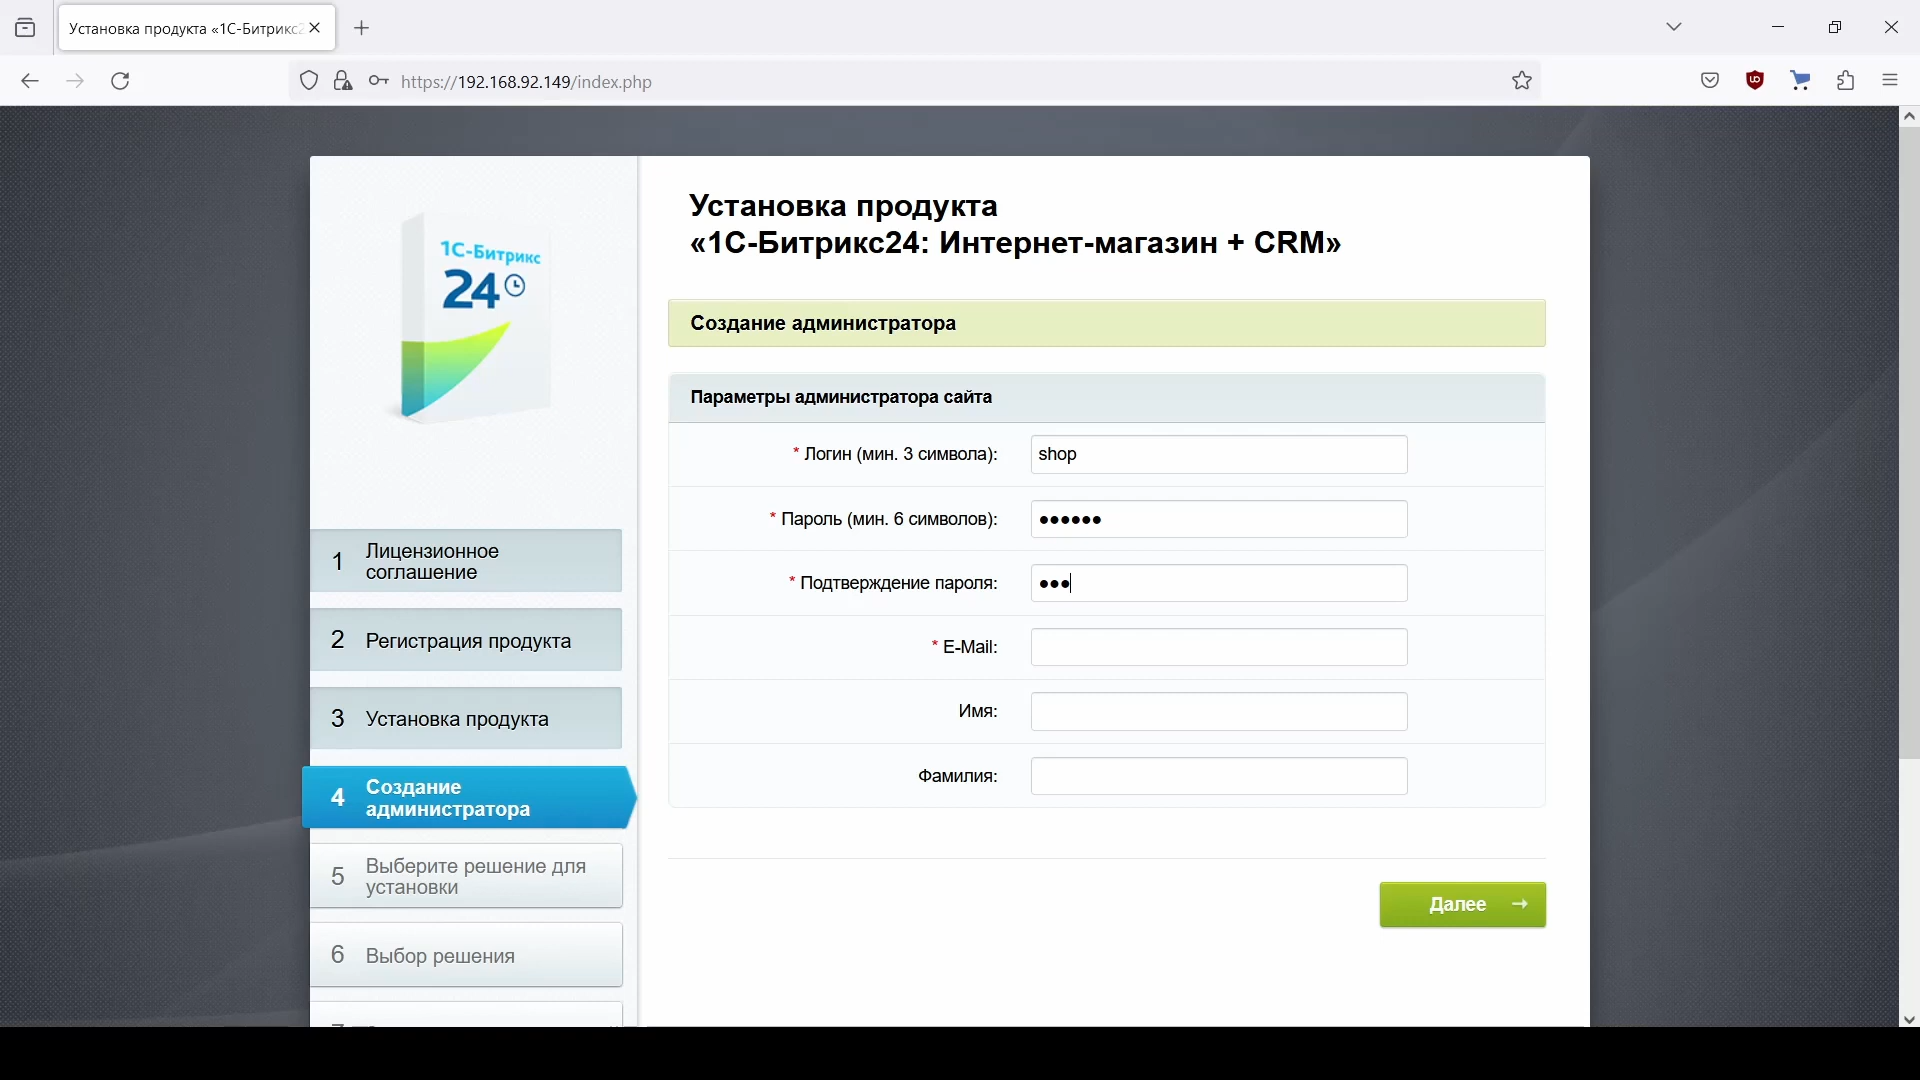 Установка продукта «1С-Битрикс2
https://192.168.92.149/index.php
1С-Битрикс
24
Установка продукта
«1С-Битрикс24: Интернет-магазин + CRM»
Создание администратора
Параметры администратора сайта
* Логин (мин. 3 символа):
shop
* Пароль (мин. 6 символов):
* Подтверждение пароля:
* E-Mail:
Имя:
Фамилия:
Далее →
1 Лицензионное
соглашение
2 Регистрация продукта
3 Установка продукта
4 Создание
администратора
5 Выберите решение для
установки
6 Выбор решения